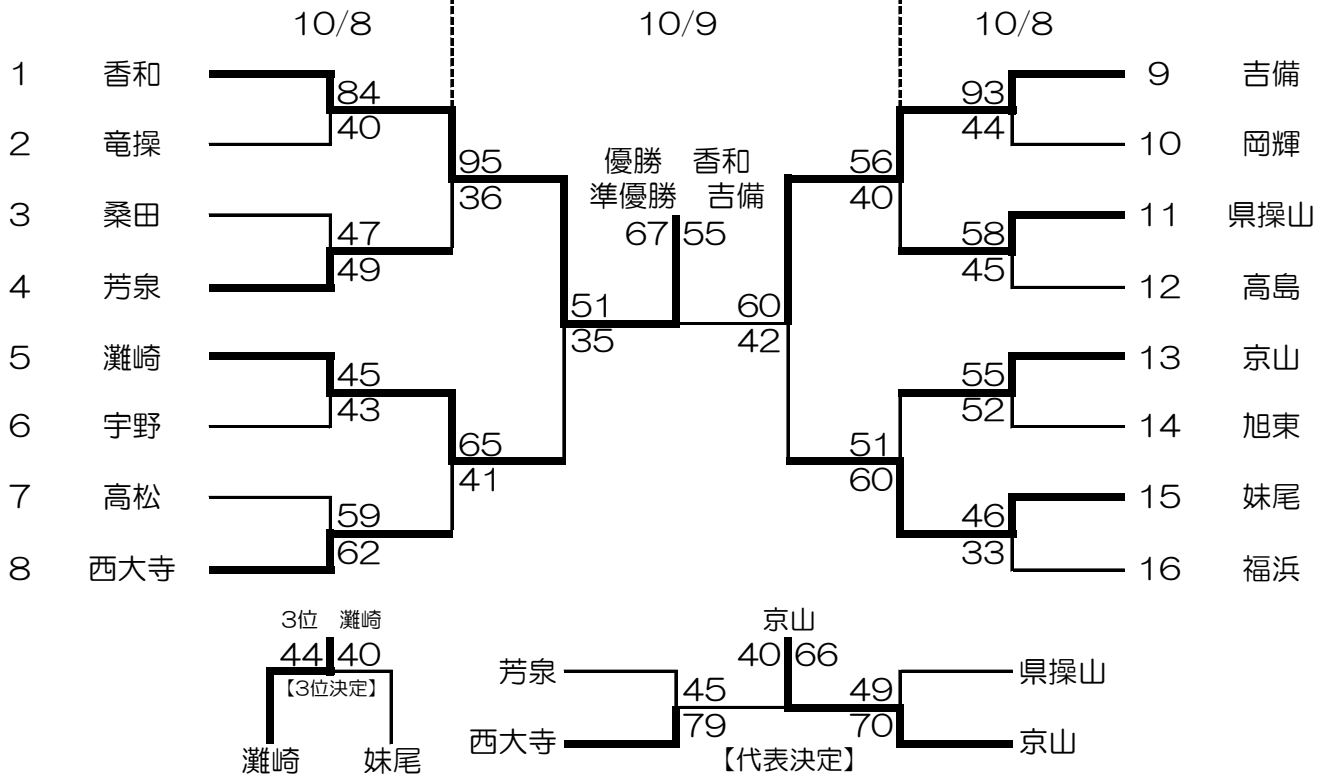 10/8 10/9 10/8
1 香和 84 93 9 吉備
40 44
2 竜操 10 岡輝
95 優勝 香和 56
36 準優勝 吉備 40
3 桑田 11 県操山
47 67 55 58
49 45
4 芳泉 12 高島
51 60
35 42
5 灘崎 13 京山
45 55
43 52
6 宇野 14 旭東
65 51
41 60
7 高松 15 妹尾
59 46
62 33
8 西大寺 16 福浜
3位 灘崎 京山
44 40 40 66
【3位決定】
芳泉 県操山
45 49
79 70
西大寺 京山
灘崎 妹尾 【代表決定】